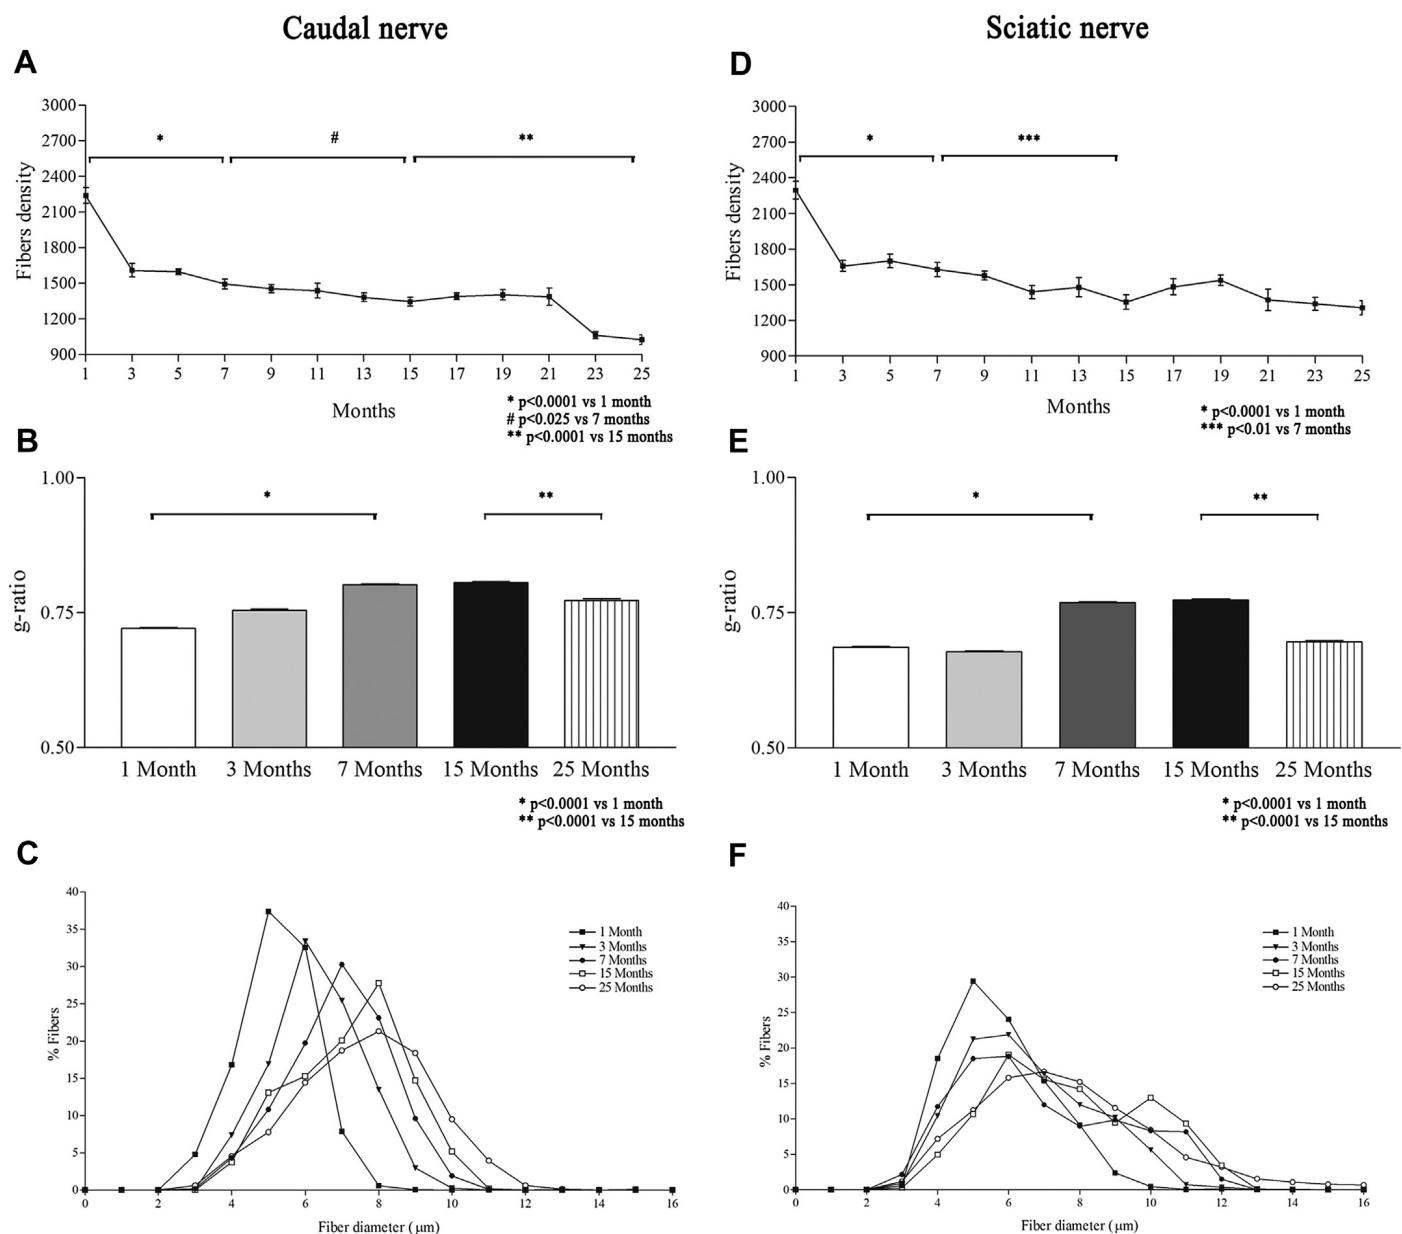 Caudal nerve
Sciatic nerve
A
3000
2700
2400
2100
1800
1500
1200
900
Fibers density
* # **
1 3 5 7 9 11 13 15 17 19 21 23 25
Months
* p<0.0001 vs 1 month
# p<0.025 vs 7 months
** p<0.0001 vs 15 months
D
3000
2700
2400
2100
1800
1500
1200
900
Fibers density
* ***
1 3 5 7 9 11 13 15 17 19 21 23 25
Months
* p<0.0001 vs 1 month
*** p<0.01 vs 7 months
B
1.00
0.75
0.50
g-ratio
* **
1 Month 3 Months 7 Months 15 Months 25 Months
* p<0.0001 vs 1 month
** p<0.0001 vs 15 months
E
1.00
0.75
0.50
g-ratio
* **
1 Month 3 Months 7 Months 15 Months 25 Months
* p<0.0001 vs 1 month
** p<0.0001 vs 15 months
C
40
35
30
25
20
15
10
5
0
% Fibers
1 Month
3 Months
7 Months
15 Months
25 Months
0 2 4 6 8 10 12 14 16
Fiber diameter (μm)
F
40
35
30
25
20
15
10
5
0
% Fibers
1 Month
3 Months
7 Months
15 Months
25 Months
0 2 4 6 8 10 12 14 16
Fiber diameter (μm)